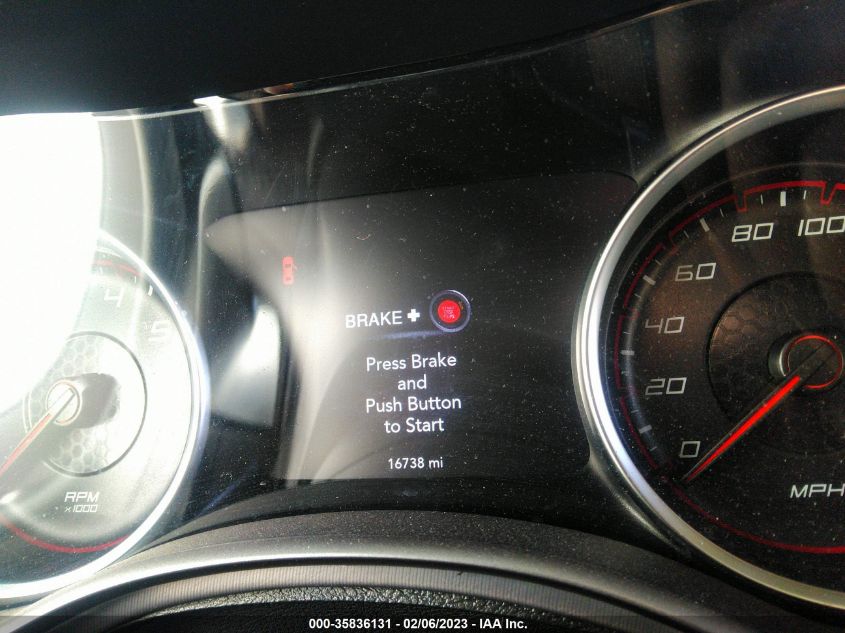 80
100
60
40
20
0
MPH
4
5
RPM
x1000
BRAKE +
Press Brake
and
Push Button
to Start
16738 mi
000-35836131 - 02/06/2023 - IAA Inc.